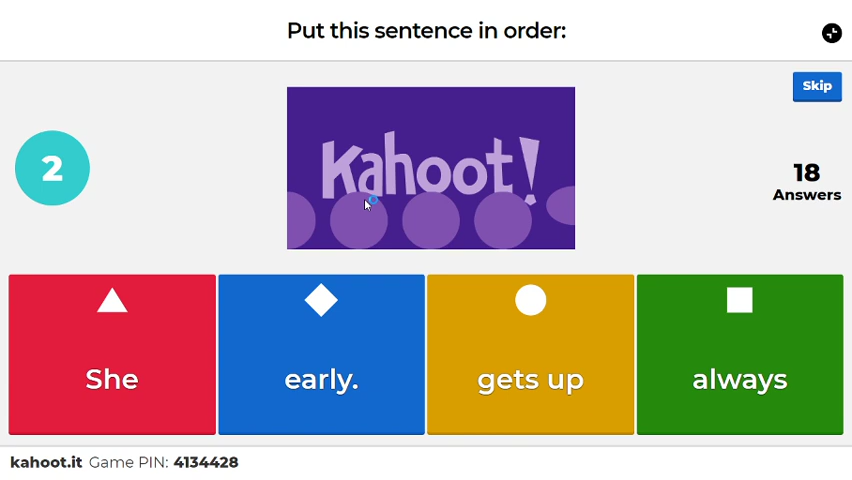 Put this sentence in order:
Skip
2
Kahoot!
18
Answers
She
early.
gets up
always
kahoot.it Game PIN: 4134428